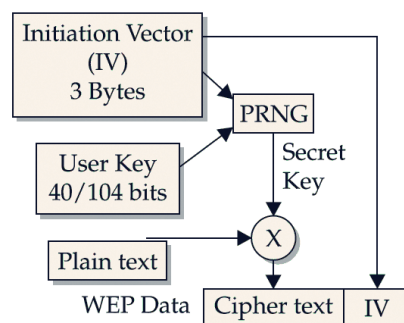 Initiation Vector
(IV)
3 Bytes
PRNG
User Key
40/104 bits
Secret
Key
X
Plain text
WEP Data
Cipher text
IV